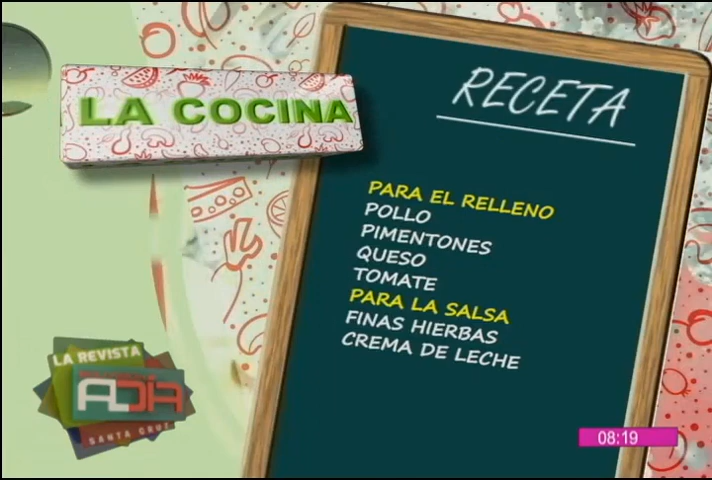 LA COCINA
RECETA
PARA EL RELLENO
POLLO
PIMENTONES
QUESO
TOMATE
PARA LA SALSA
FINAS HIERBAS
CREMA DE LECHE
LA REVISTA
ALDÍA
SANTA CRUZ
08:19